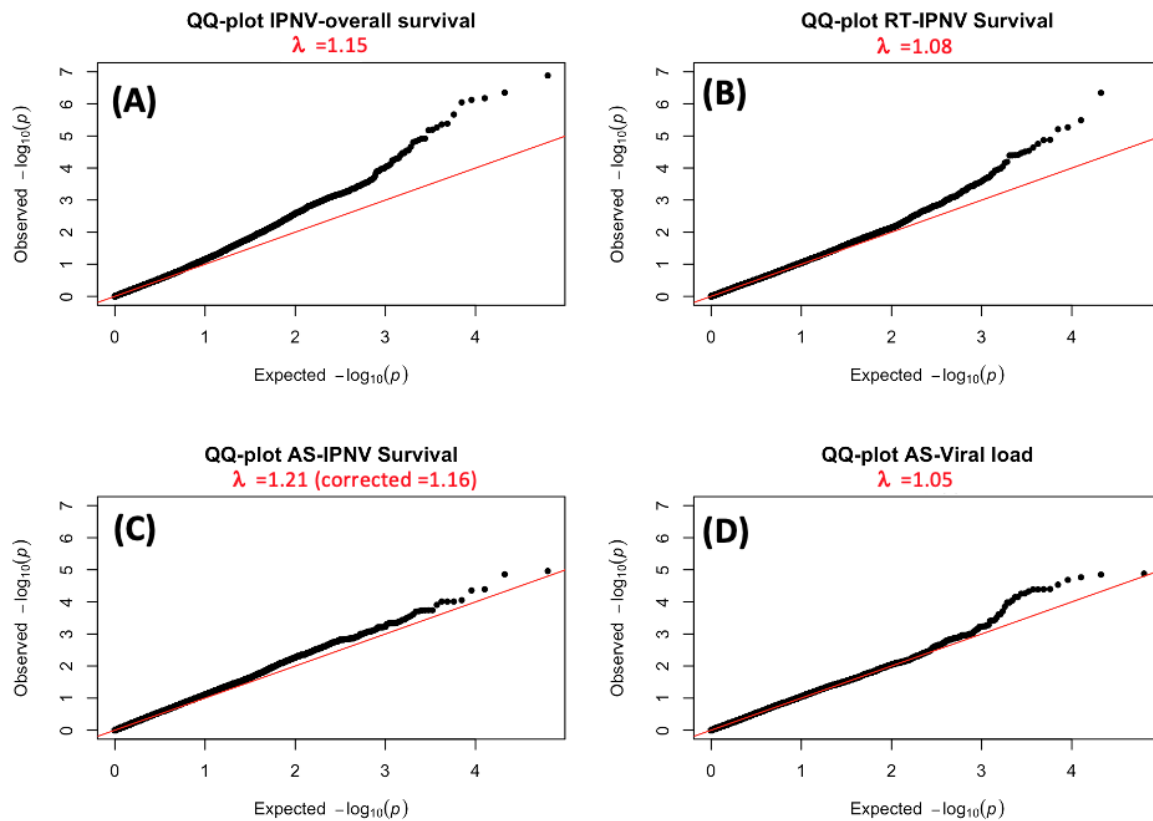 QQ-plot IPNV-overall survival
λ =1.15
(A)
Observed −log10(p)
7
6
5
4
3
2
1
0
0 1 2 3 4
Expected −log10(p)
QQ-plot RT-IPNV Survival
λ =1.08
(B)
Observed −log10(p)
7
6
5
4
3
2
1
0
0 1 2 3 4
Expected −log10(p)
QQ-plot AS-IPNV Survival
λ =1.21 (corrected =1.16)
(C)
Observed −log10(p)
7
6
5
4
3
2
1
0
0 1 2 3 4
Expected −log10(p)
QQ-plot AS-Viral load
λ =1.05
(D)
Observed −log10(p)
7
6
5
4
3
2
1
0
0 1 2 3 4
Expected −log10(p)